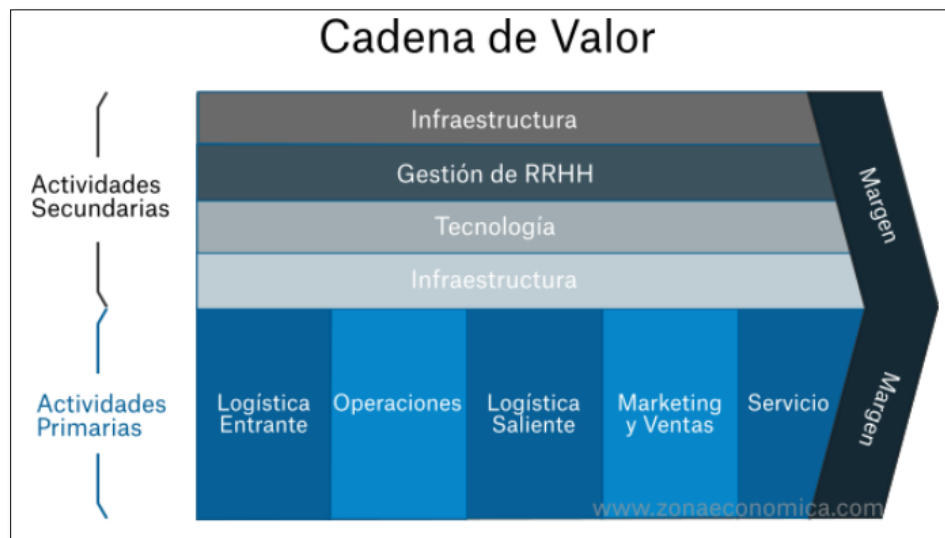 Cadena de Valor
Actividades
Secundarias
Infraestructura
Gestión de RRHH
Tecnología
Infraestructura
Margen
Actividades
Primarias
Logística
Entrante
Operaciones
Logística
Saliente
Marketing
y Ventas
Servicio
Margen
www.zonaeconomica.com